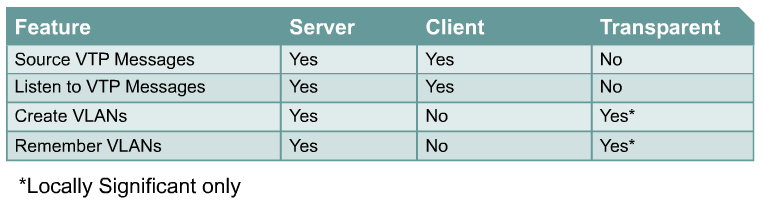 Feature Server Client Transparent
Source VTP Messages Yes Yes No
Listen to VTP Messages Yes Yes No
Create VLANs Yes No Yes*
Remember VLANs Yes No Yes*
*Locally Significant only